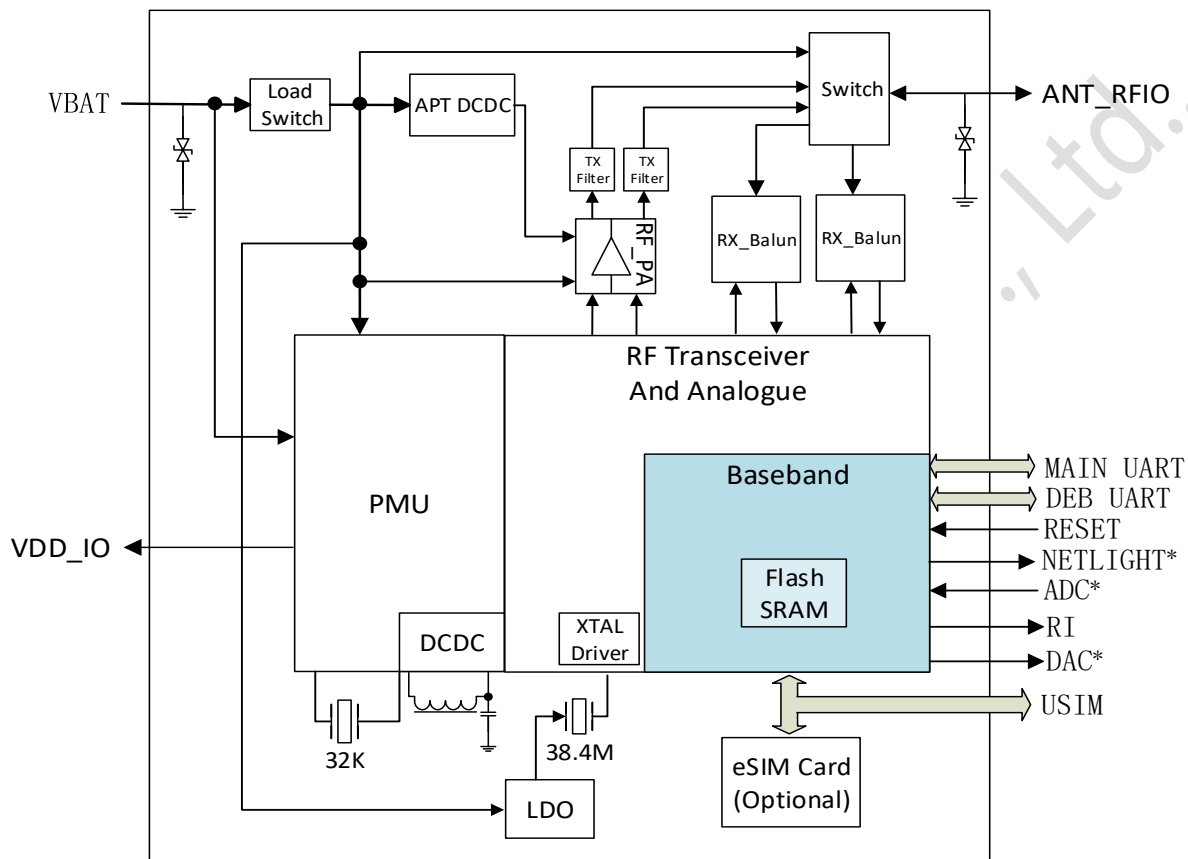 VBAT
Load
Switch
APT DCDC
TX
Filter
TX
Filter
Switch
ANT_RFIO
RF_PA
RX_Balun
RX_Balun
., Ltd.
PMU
RF Transceiver
And Analogue
Baseband
Flash
SRAM
MAIN UART
DEB UART
RESET
NETLIGHT*
ADC*
RI
DAC*
USIM
VDD_IO
DCDC
XTAL
Driver
32K
38.4M
LDO
eSIM Card
(Optional)